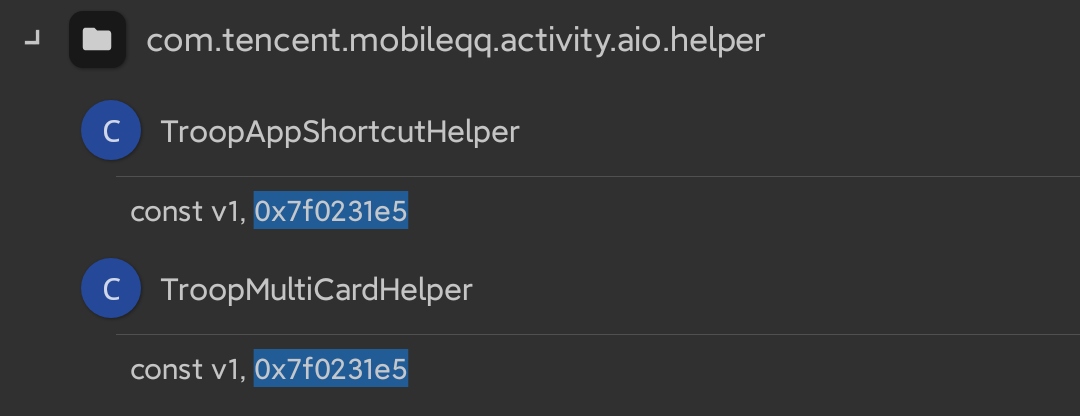 com.tencent.mobileqq.activity.aio.helper
C TroopAppShortcutHelper
const v1, 0x7f0231e5
C TroopMultiCardHelper
const v1, 0x7f0231e5